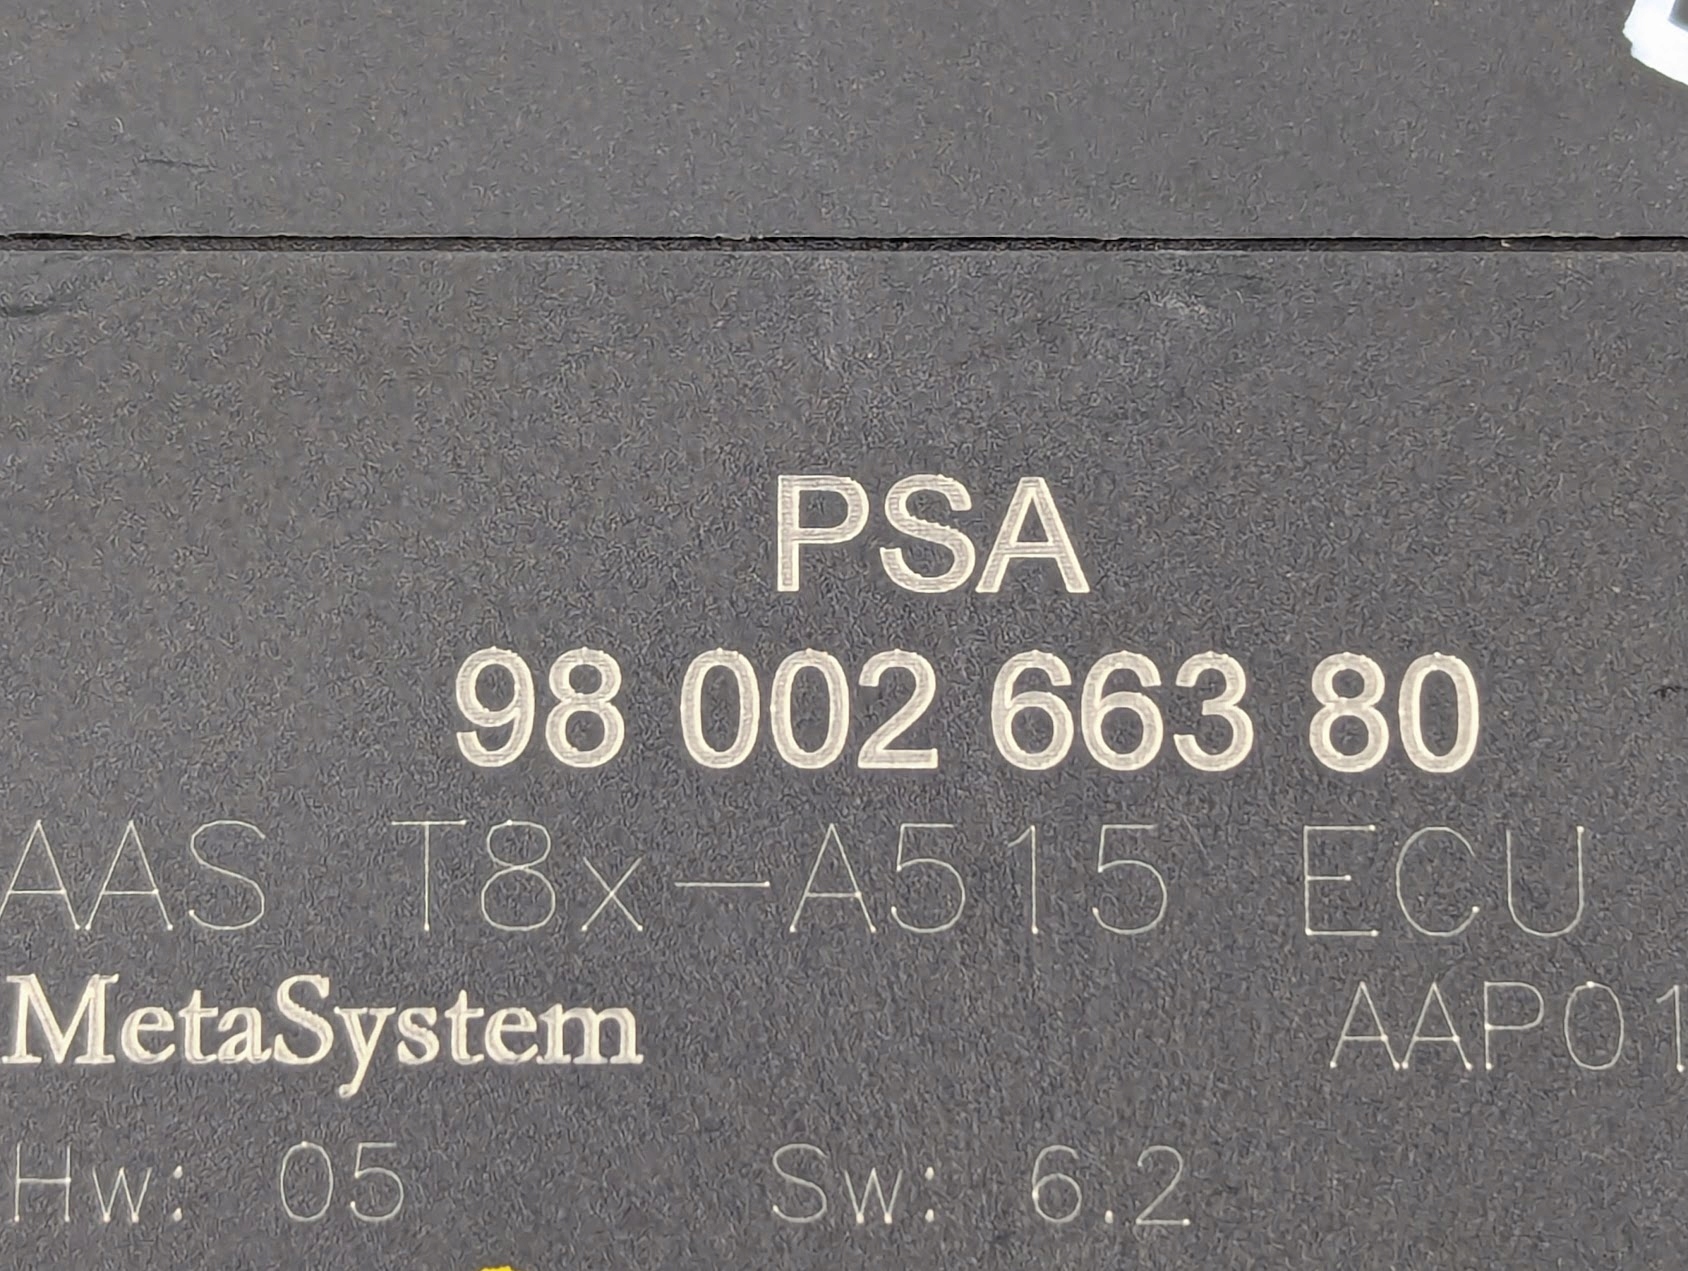 PSA
98 002 663 80
AAS T8x-A515 ECU
MetaSystem AAP01
Hw: 05 Sw: 6.2